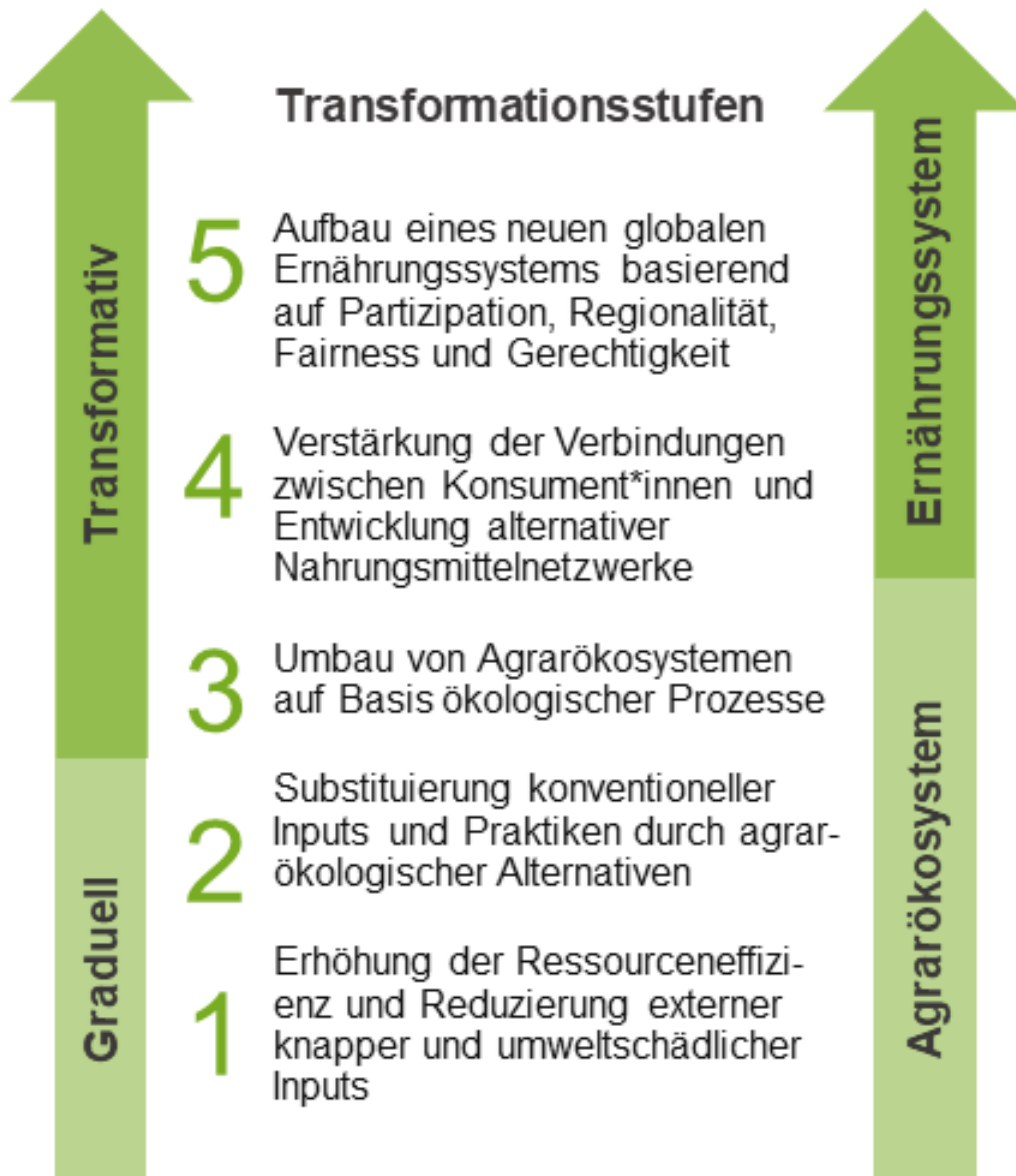 Transformationsstufen
5
Aufbau eines neuen globalen
Ernährungssystems basierend
auf Partizipation, Regionalität,
Fairness und Gerechtigkeit
4
Verstärkung der Verbindungen
zwischen Konsument*innen und
Entwicklung alternativer
Nahrungsmittelnetzwerke
3
Umbau von Agrarökosystemen
auf Basis ökologischer Prozesse
2
Substituierung konventioneller
Inputs und Praktiken durch agrar-
ökologischer Alternativen
1
Erhöhung der Ressourceneffizi-
enz und Reduzierung externer
knapper und umweltschädlicher
Inputs
Transformativ
Graduell
Ernährungssystem
Agrarökosystem